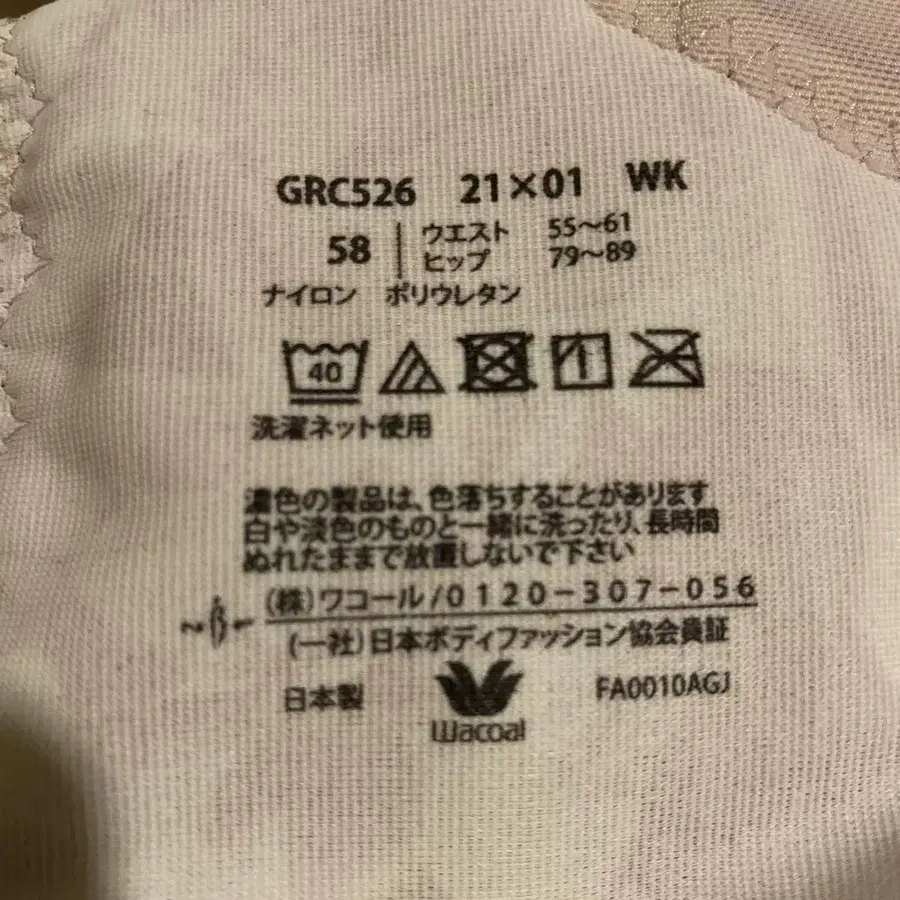 GRC526 21×01 WK
58 ウエスト 55〜61
ヒップ 79〜89
ナイロン ポリウレタン
40
洗濯ネット使用
濃色の製品は、色落ちすることがあります
白や淡色のものと一緒に洗ったり、長時間
ぬれたままで放置しないで下さい
(株)ワコール/0120-307-056
(一社)日本ボディファッション協会員証
日本製 Wacoal FA0010AGJ